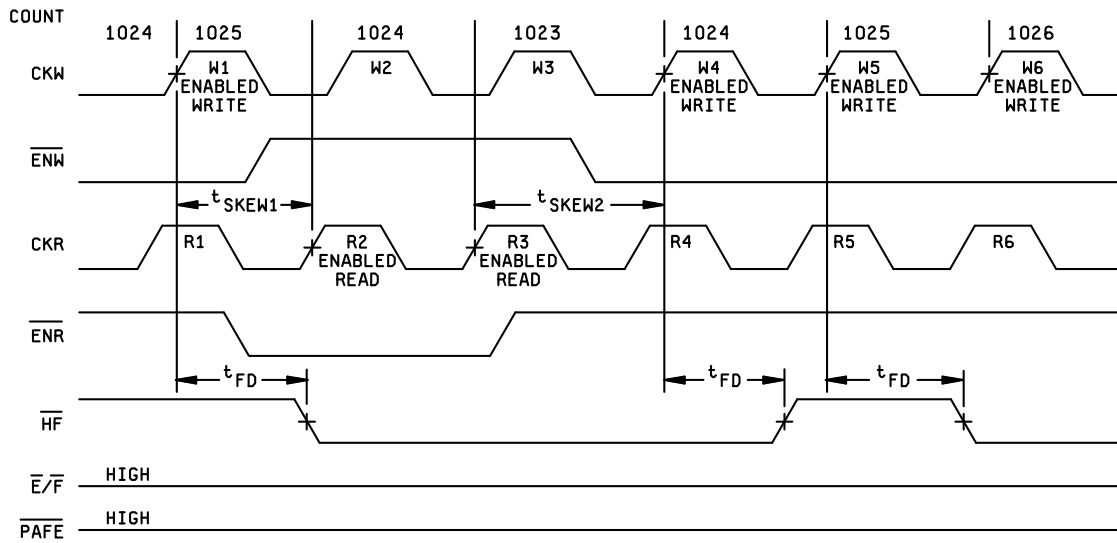 COUNT
1024 1025 1024 1023 1024 1025 1026
CKW
W1 ENABLED WRITE
W2
W3
W4 ENABLED WRITE
W5 ENABLED WRITE
W6 ENABLED WRITE
ENW
tSKEW1 tSKEW2
CKR
R1
R2 ENABLED READ
R3 ENABLED READ
R4
R5
R6
ENR
tFD tFD tFD
HF
E/F HIGH
PAFE HIGH